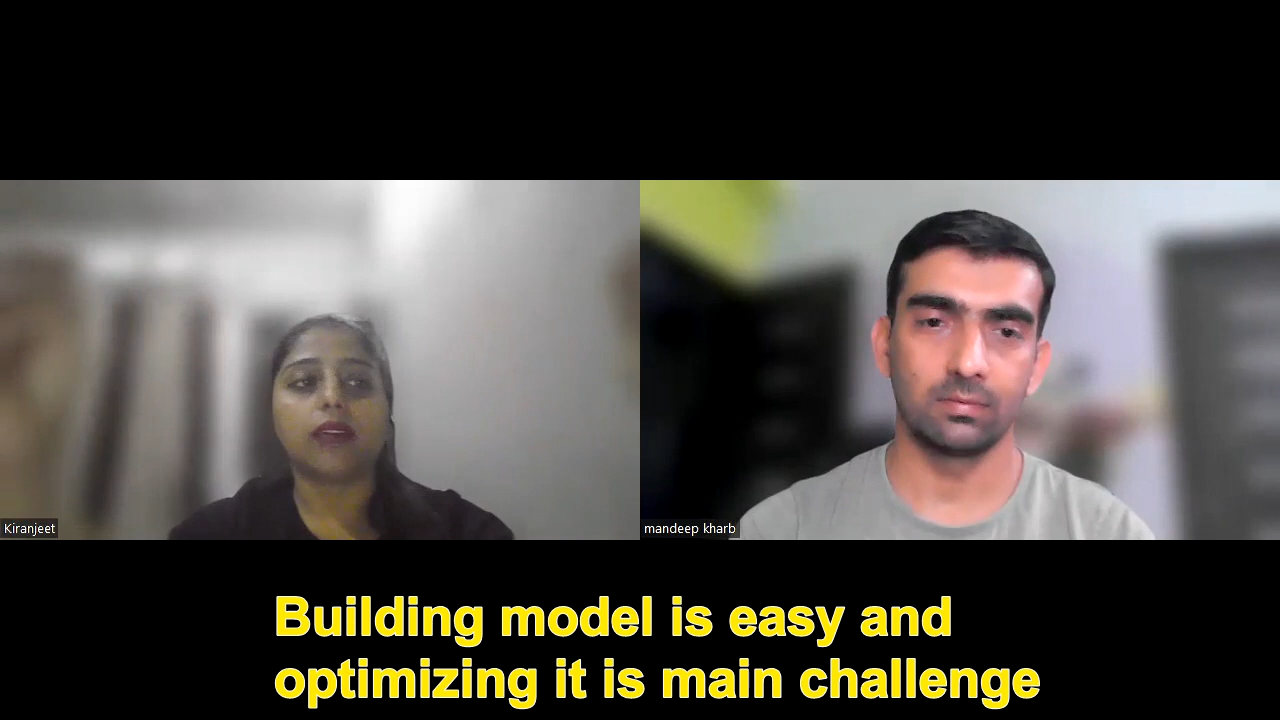 Kiranjeet
mandeep kharb
Building model is easy and
optimizing it is main challenge